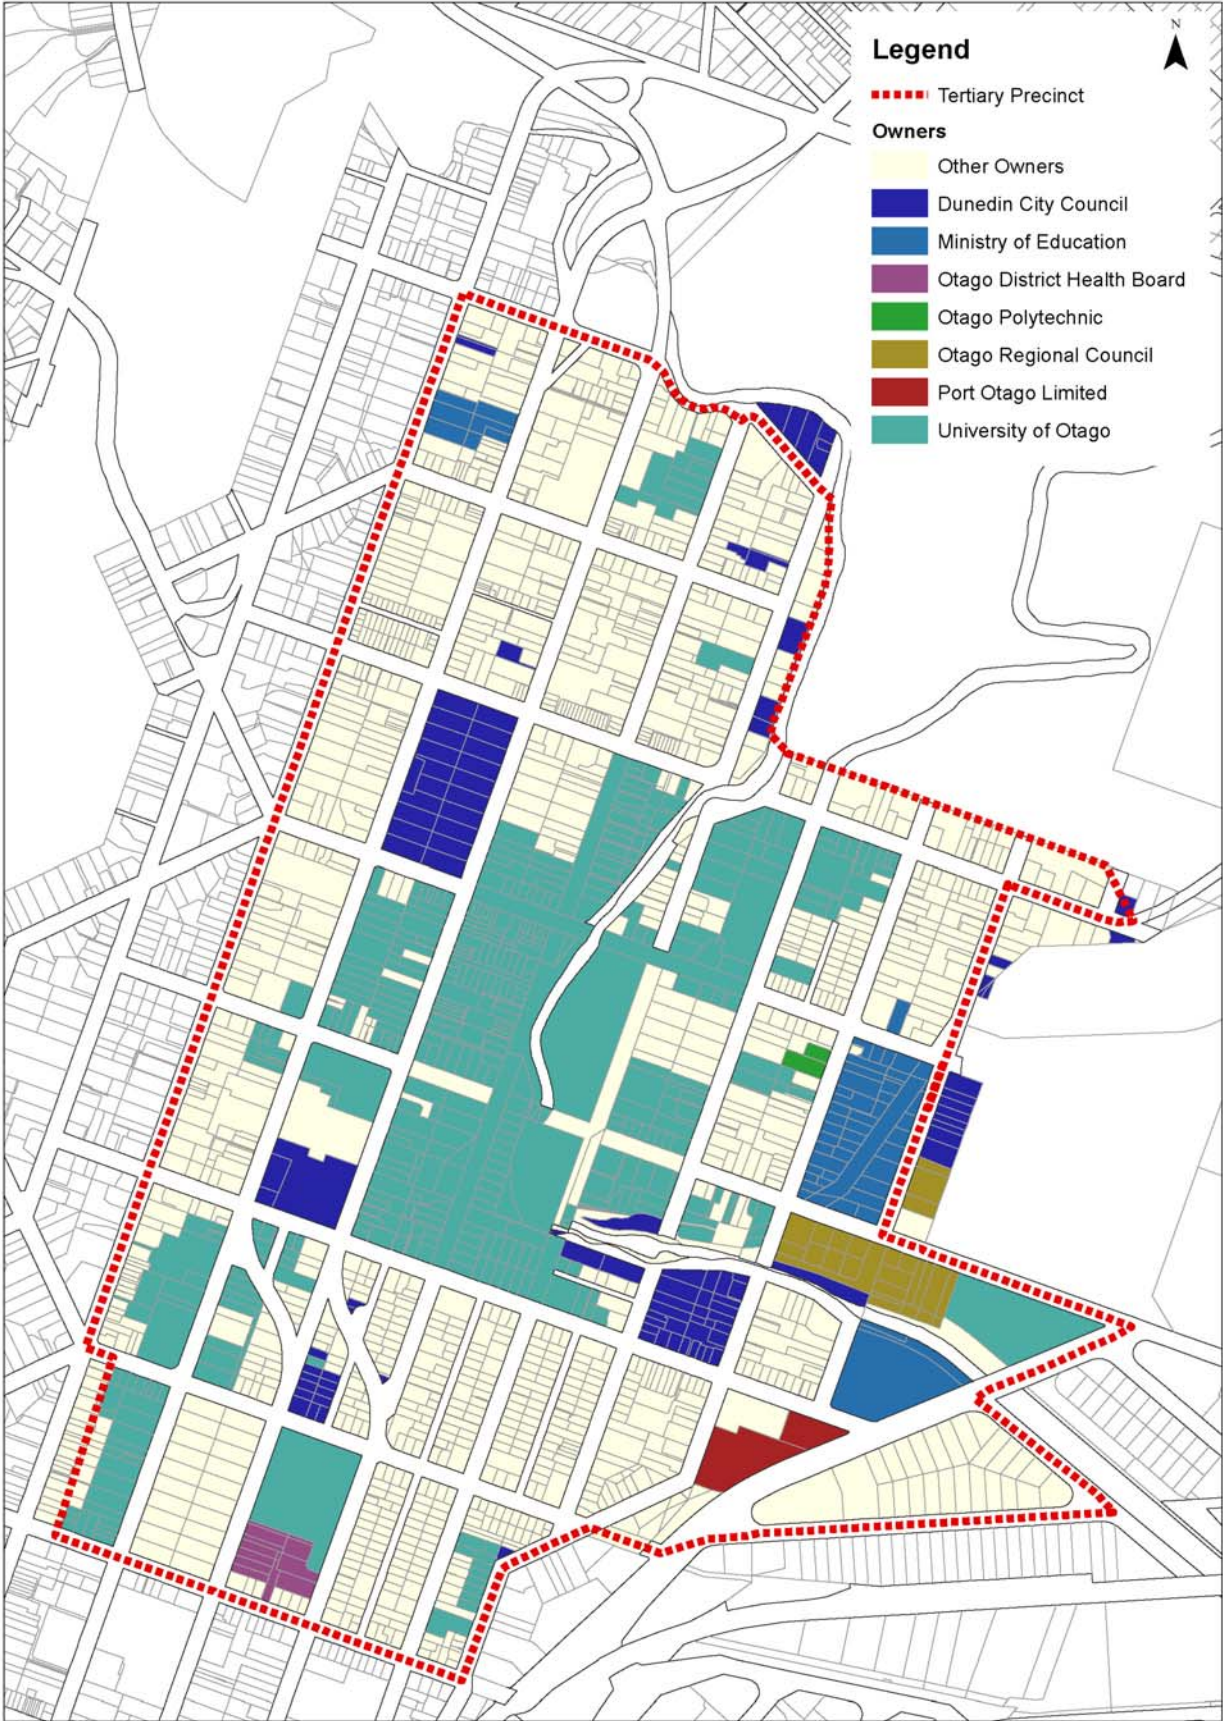 N
Legend
Tertiary Precinct
Owners
Other Owners
Dunedin City Council
Ministry of Education
Otago District Health Board
Otago Polytechnic
Otago Regional Council
Port Otago Limited
University of Otago